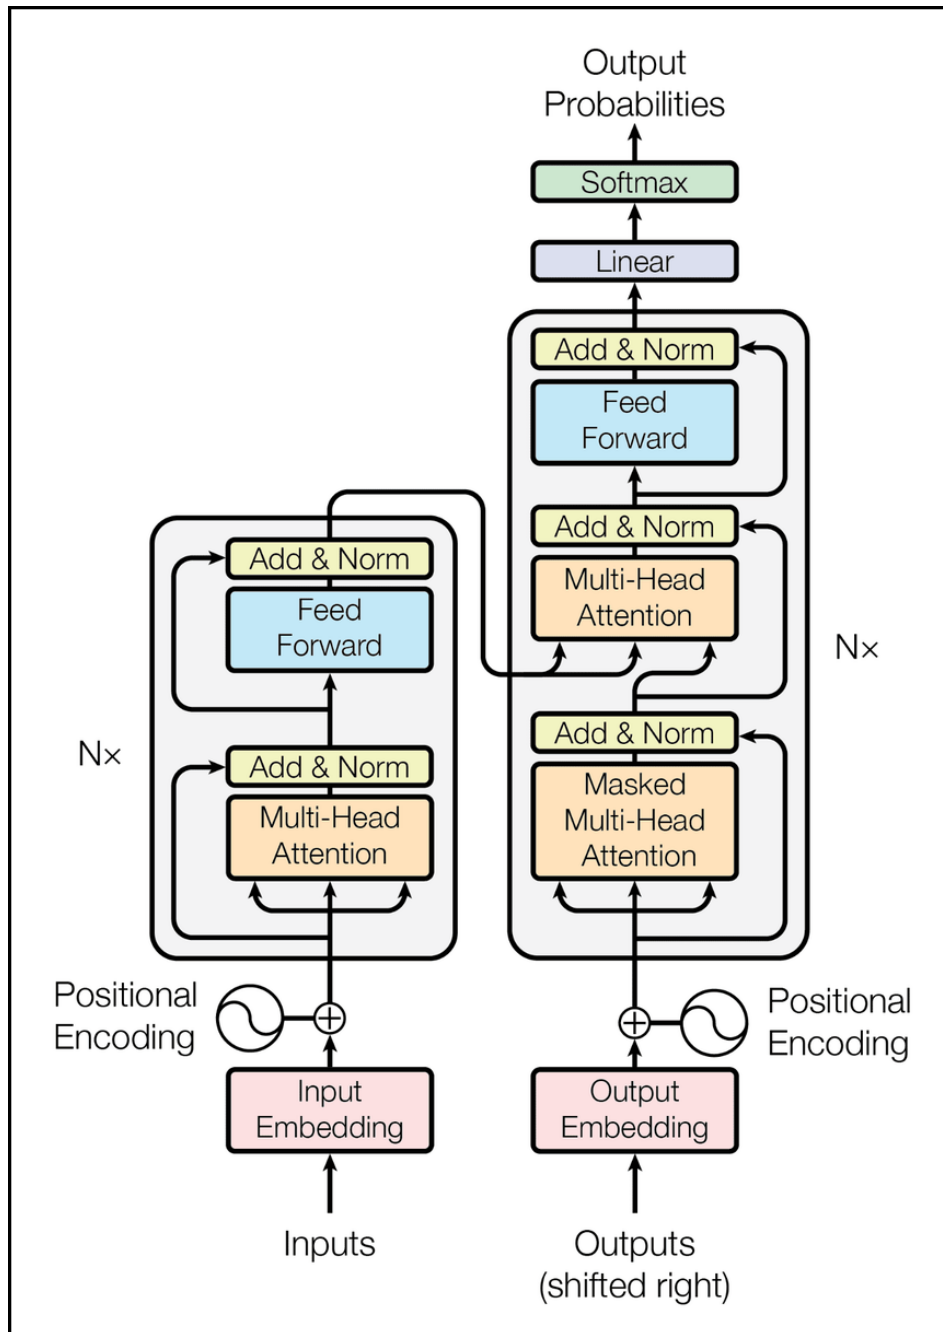 Output
Probabilities
Softmax
Linear
Add & Norm
Feed
Forward
Add & Norm
Multi-Head
Attention
Add & Norm
Masked
Multi-Head
Attention
N×
Add & Norm
Feed
Forward
Add & Norm
Multi-Head
Attention
N×
Positional
Encoding
Positional
Encoding
Input
Embedding
Output
Embedding
Inputs
Outputs
(shifted right)